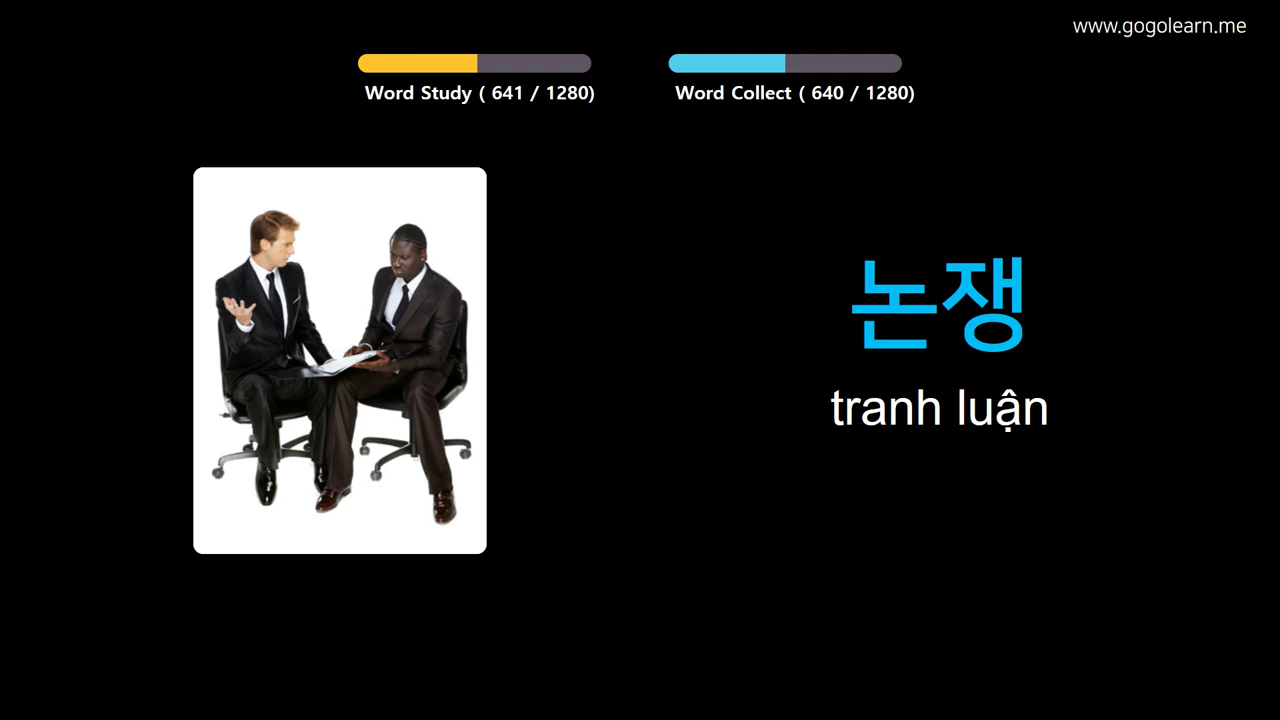 www.gogolearn.me
Word Study ( 641 / 1280)
Word Collect ( 640 / 1280)
논쟁
tranh luận